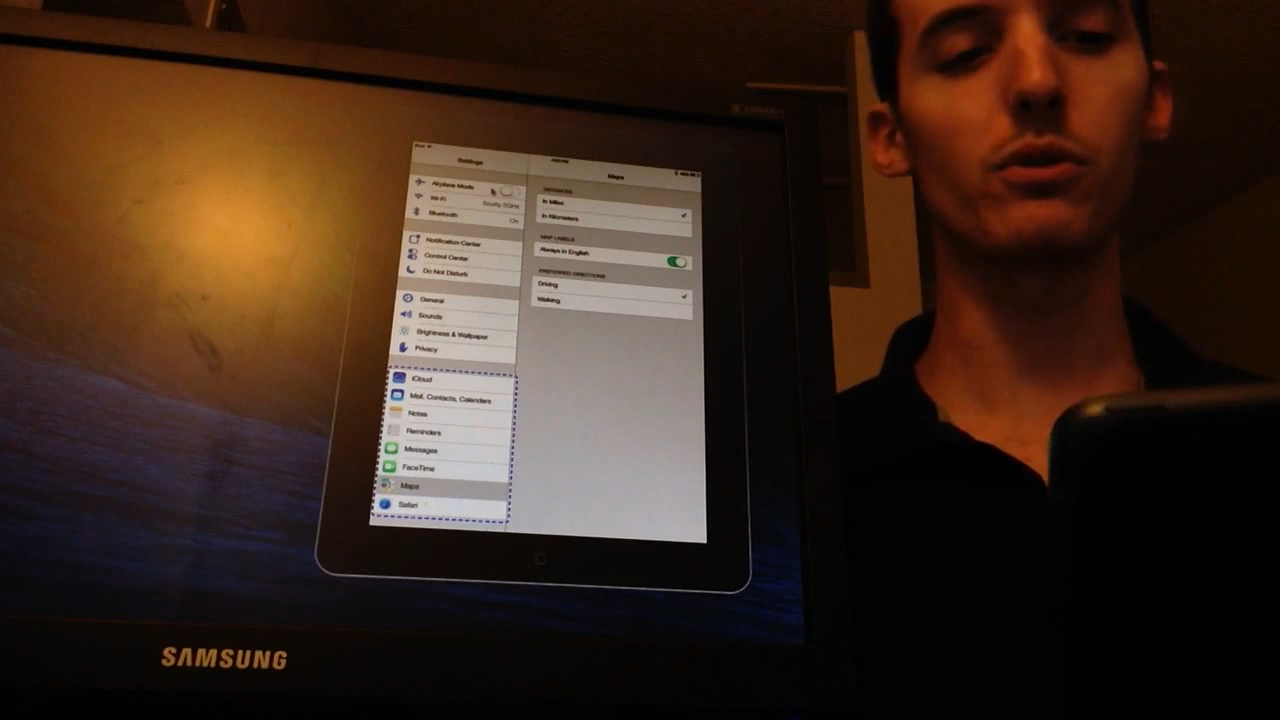 Settings
Airplane Mode
Wi-Fi
Bluetooth
On
Notification Center
Control Center
Do Not Disturb
General
Sounds
Brightness & Wallpaper
Privacy
iCloud
Mail, Contacts, Calendars
Notes
Reminders
Messages
FaceTime
Maps
Safari
Maps
DISTANCES
In Miles
In Kilometers
MAP LABELS
Always in English
PREFERRED DIRECTIONS
Driving
Walking
SAMSUNG